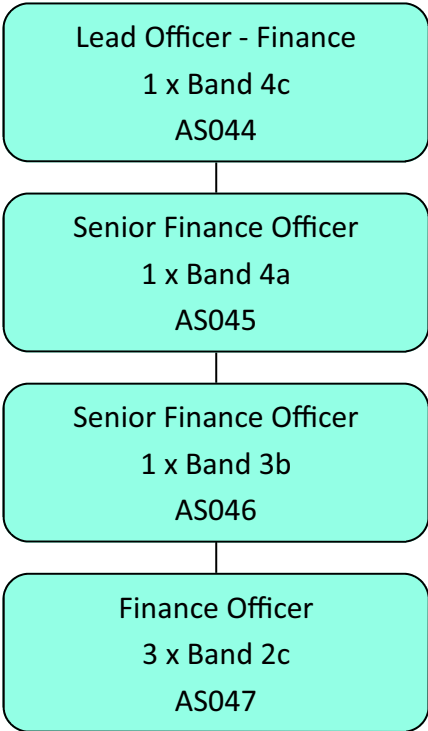 Lead Officer - Finance
1 x Band 4c
AS044
Senior Finance Officer
1 x Band 4a
AS045
Senior Finance Officer
1 x Band 3b
AS046
Finance Officer
3 x Band 2c
AS047